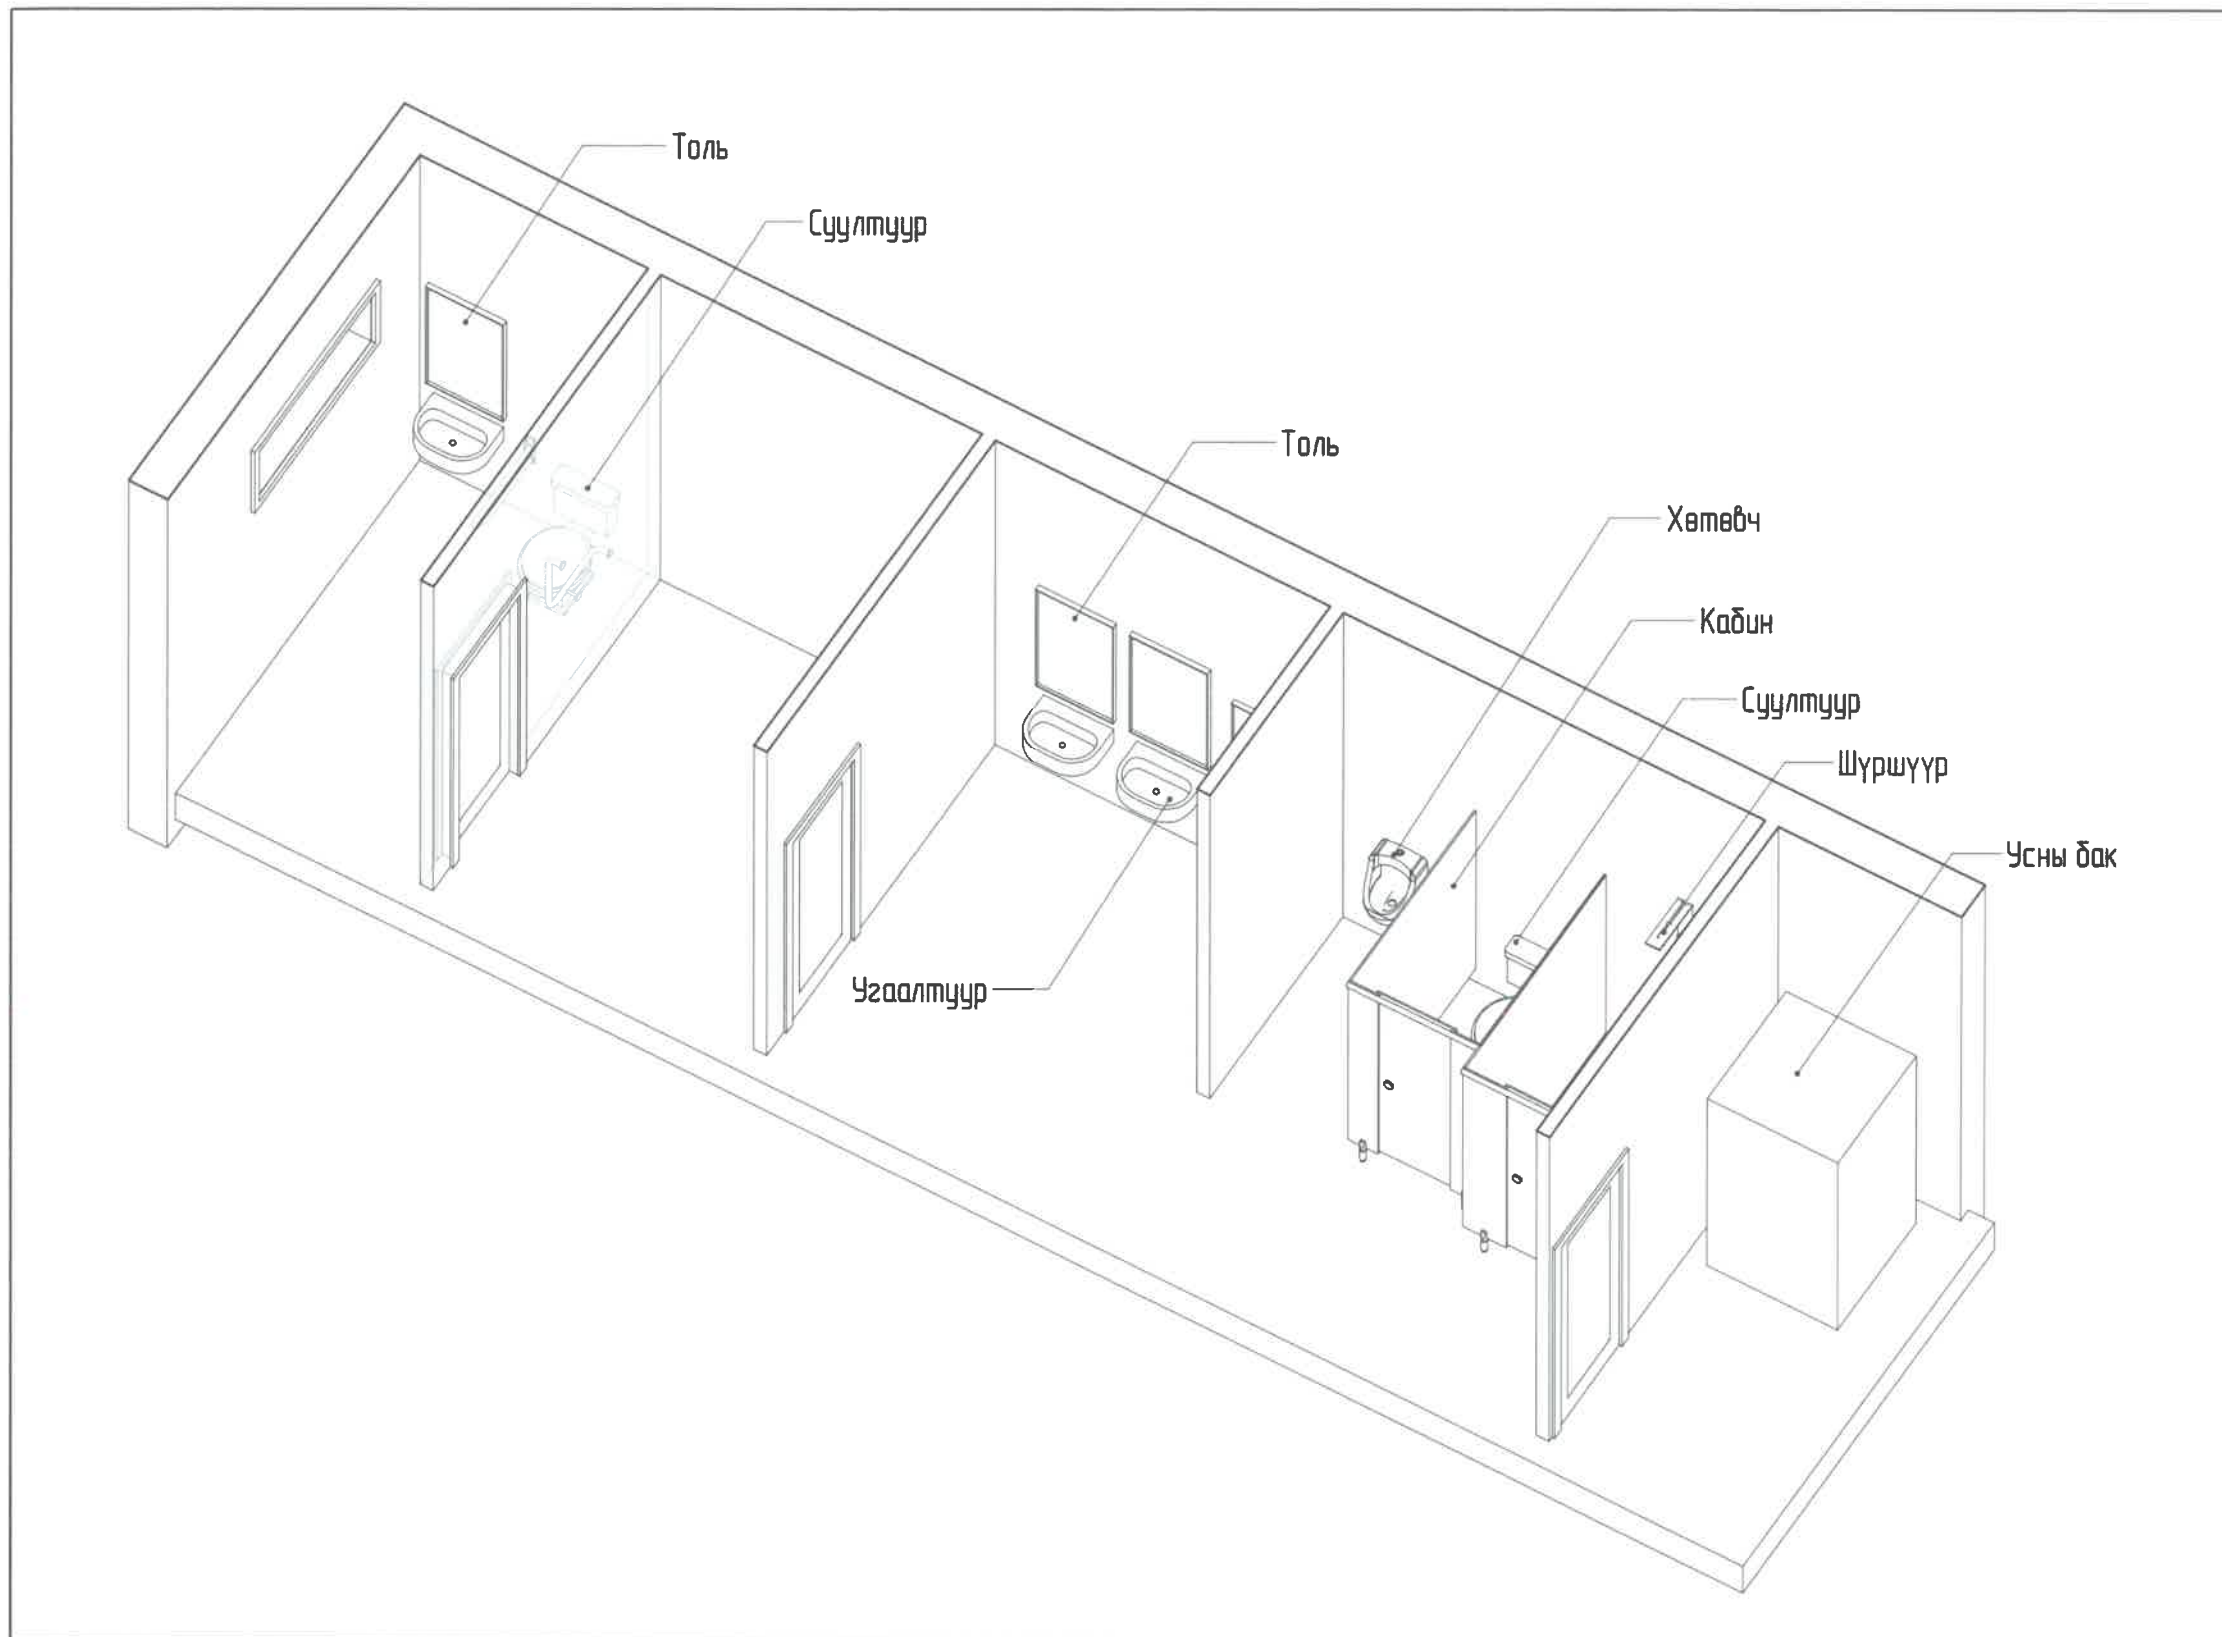 Толь
Суултуур
Толь
Хөтөвч
Кабин
Суултуур
Шүршүүр
Усны бак
Угаалтуур